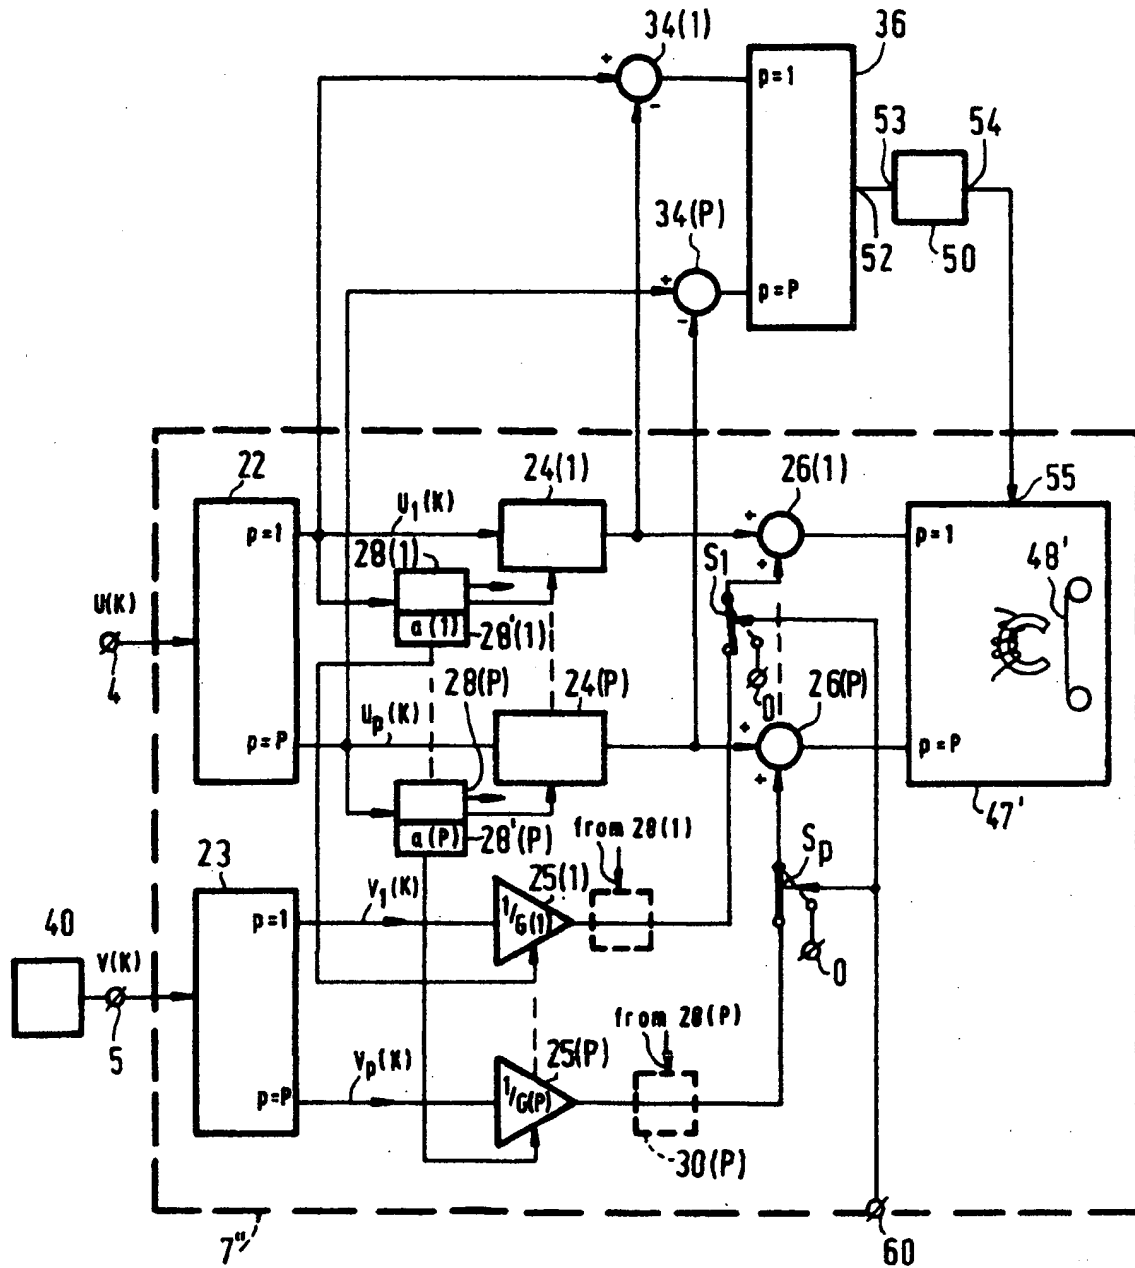 34(1)
36
+
p=1
-
53
54
34(P)
+
52
50
p=P
-
22
24(1)
26(1)
55
U1(K)
+
p=1
p=1
28(1)
S1
+
48'
U(K)
a(1)
28'(1)
4
28(P)
24(P)
0
26(P)
Up(K)
+
p=P
p=P
+
47'
a(P)
28'(P)
from 28(1)
Sp
23
V1(K)
25(1)
p=1
1/G(1)
40
V(K)
0
5
from 28(P)
Vp(K)
25(P)
p=P
1/G(P)
30(P)
7"
60